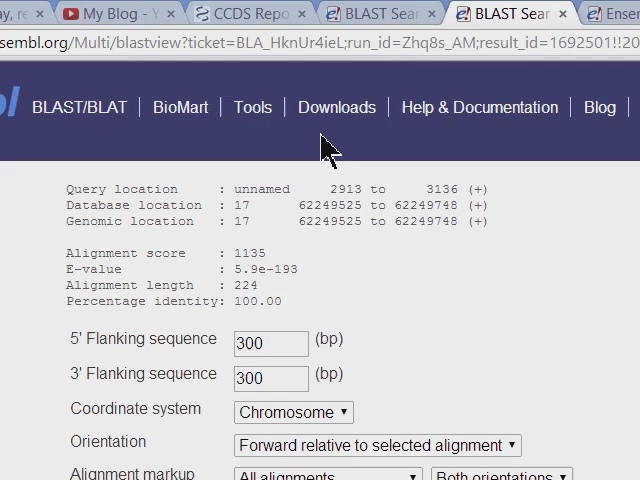 My Blog - Y
CCDS Repo
BLAST Sear
BLAST Sear
Enser
sembl.org/Multi/blastview?ticket=BLA_HknUr4ieL;run_id=Zhq8s_AM;result_id=1692501!!20
BLAST/BLAT | BioMart | Tools | Downloads | Help & Documentation | Blog |
Query location : unnamed 2913 to 3136 (+)
Database location : 17 62249525 to 62249748 (+)
Genomic location : 17 62249525 to 62249748 (+)
Alignment score : 1135
E-value : 5.9e-193
Alignment length : 224
Percentage identity: 100.00
5' Flanking sequence 300 (bp)
3' Flanking sequence 300 (bp)
Coordinate system Chromosome
Orientation Forward relative to selected alignment
Alignment markup All alignments Both orientations